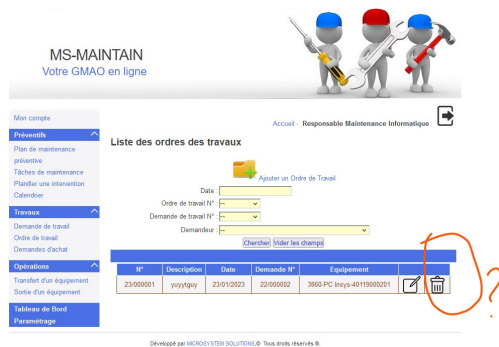 MS-MAINTAIN
Votre GMAO en ligne
Mon compte
Accueil - Responsable Maintenance Informatique
Préventifs
Plan de maintenance
préventive
Tâches de maintenance
Planifier une intervention
Calendrier
Travaux
Demande de travail
Ordre de travail
Demandes d'achat
Opérations
Transfert d'un équipement
Sortie d'un équipement
Tableau de Bord
Paramétrage
Liste des ordres des travaux
Ajouter un Ordre de Travail
Date :
Ordre de travail N° : --
Demande de travail N° : --
Demandeur : --
Chercher Vider les champs
N° Description Date Demande N° Equipement
23/000001 yuyytguy 23/01/2023 22/000002 3860-PC Insys-40119000201
?
Développé par MICROSYSTEM SOLUTIONS,© Tous droits réservés ®.